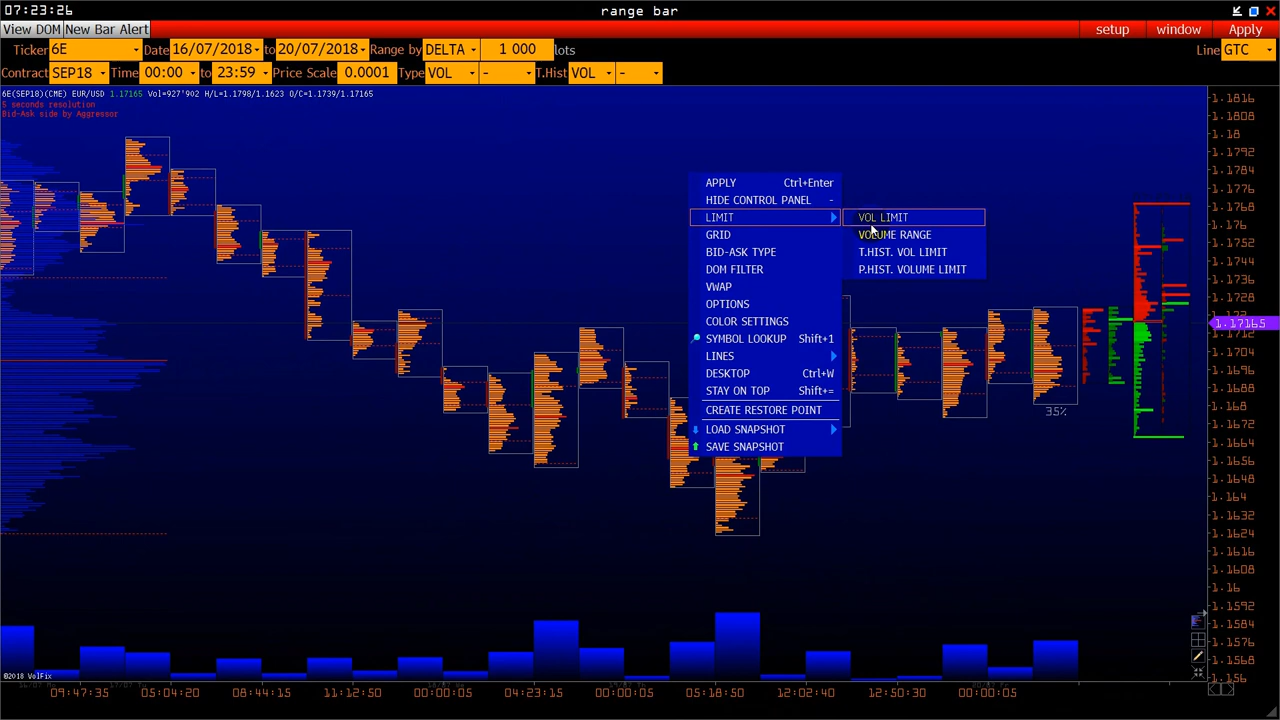 07:23:26
range bar
View DOM New Bar Alert
setup window Apply
Ticker 6E Date 16/07/2018 to 20/07/2018 Range by DELTA 1 000 lots
Line GTC
Contract SEP18 Time 00:00 to 23:59 Price Scale 0.0001 Type VOL - T.Hist VOL -
6E(SEP18)(CME) EUR/USD 1.17165 Vol=927'902 H/L=1.1798/1.1623 O/C=1.1739/1.17165
5 seconds resolution
Bid-Ask side by Aggressor
APPLY Ctrl+Enter
HIDE CONTROL PANEL -
LIMIT
GRID
BID-ASK TYPE
DOM FILTER
VWAP
OPTIONS
COLOR SETTINGS
SYMBOL LOOKUP Shift+1
LINES
DESKTOP Ctrl+W
STAY ON TOP Shift+=
CREATE RESTORE POINT
LOAD SNAPSHOT
SAVE SNAPSHOT
VOL LIMIT
VOLUME RANGE
T.HIST. VOL LIMIT
P.HIST. VOLUME LIMIT
35%
1.1816
1.1808
1.18
1.1792
1.1784
1.1776
1.1768
1.176
1.1752
1.1744
1.1736
1.1728
1.17165
1.1712
1.1704
1.1696
1.1688
1.168
1.1672
1.1664
1.1656
1.1648
1.164
1.1632
1.1624
1.1616
1.1608
1.16
1.1592
1.1584
1.1576
1.1568
1.156
©2018 VolFix
09:47:35 05:04:20 08:44:15 11:12:50 00:00:05 04:23:15 00:00:05 05:18:50 12:02:40 12:50:30 00:00:05